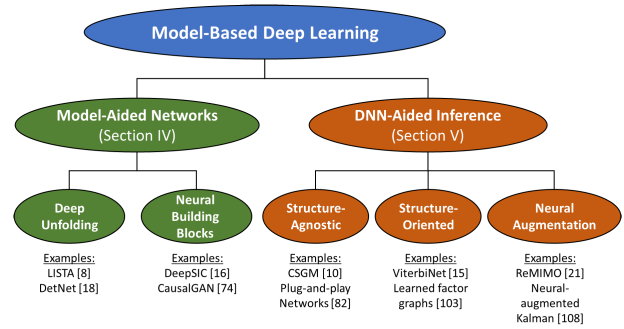 Model-Based Deep Learning
Model-Aided Networks
(Section IV)
DNN-Aided Inference
(Section V)
Deep
Unfolding
Neural
Building
Blocks
Structure-
Agnostic
Structure-
Oriented
Neural
Augmentation
Examples:
LISTA [8]
DetNet [18]
Examples:
DeepSIC [16]
CausalGAN [74]
Examples:
CSGM [10]
Plug-and-play
Networks [82]
Examples:
ViterbiNet [15]
Learned factor
graphs [103]
Examples:
ReMIMO [21]
Neural-
augmented
Kalman [108]